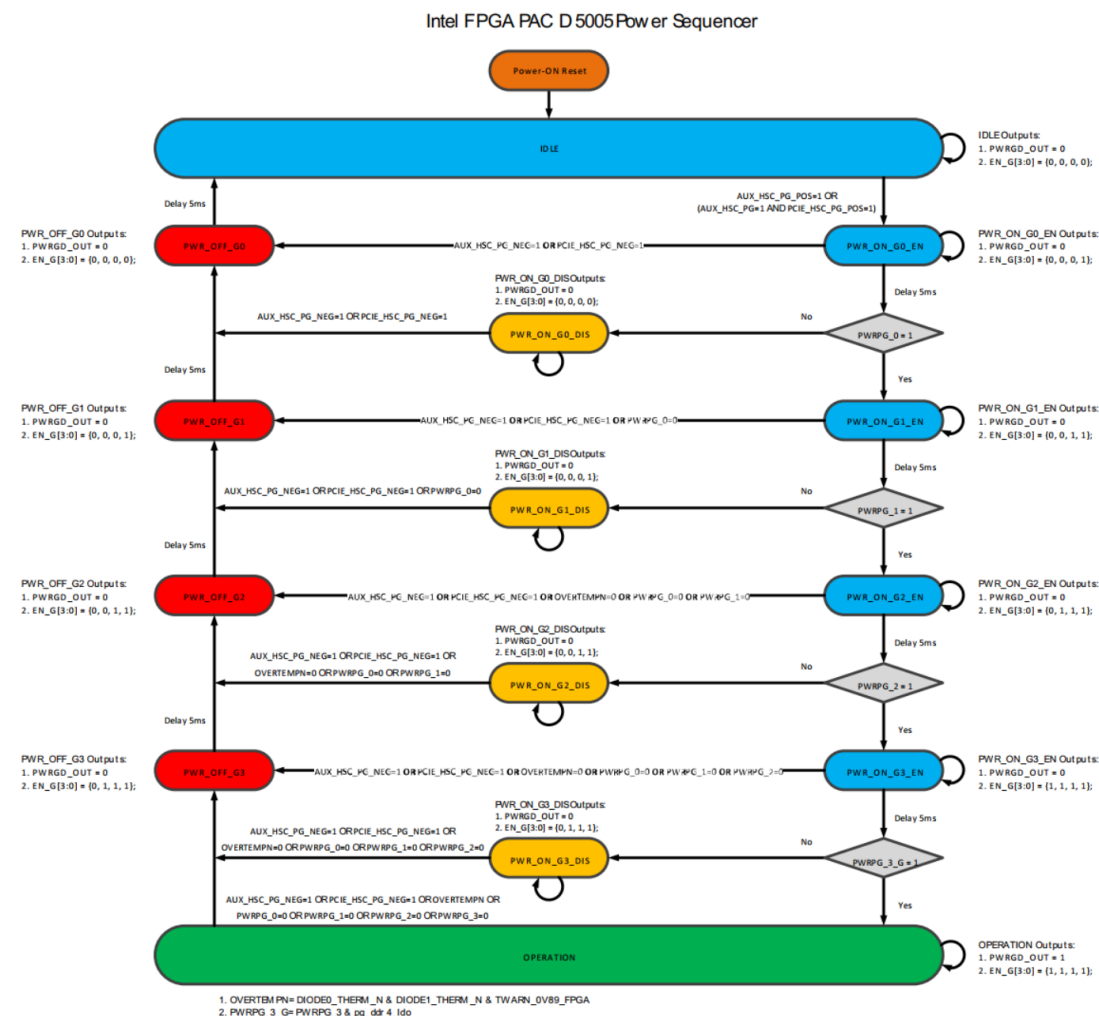 Intel FPGA PAC D 5005 Power Sequencer
Power-ON Reset
IDLE
IDLE Outputs:
1. PWRGD_OUT = 0
2. EN_G[3:0] = {0, 0, 0, 0};
Delay 5ms
AUX_HSC_PG_POS=1 OR
(AUX_HSC_PG=1 AND PCIE_HSC_PG_POS=1)
PWR_OFF_G0 Outputs:
1. PWRGD_OUT = 0
2. EN_G[3:0] = {0, 0, 0, 0};
PWR_OFF_G0
AUX_HSC_PG_NEG=1 OR PCIE_HSC_PG_NEG=1
PWR_ON_G0_EN
PWR_ON_G0_EN Outputs:
1. PWRGD_OUT = 0
2. EN_G[3:0] = {0, 0, 0, 1};
PWR_ON_G0_DIS Outputs:
1. PWRGD_OUT = 0
2. EN_G[3:0] = {0, 0, 0, 0};
Delay 5ms
AUX_HSC_PG_NEG=1 OR PCIE_HSC_PG_NEG=1
PWR_ON_G0_DIS
No
PWRPG_0 = 1
Delay 5ms
Yes
PWR_OFF_G1 Outputs:
1. PWRGD_OUT = 0
2. EN_G[3:0] = {0, 0, 0, 1};
PWR_OFF_G1
AUX_HSC_PG_NEG=1 OR PCIE_HSC_PG_NEG=1 OR PWRPG_0=0
PWR_ON_G1_EN
PWR_ON_G1_EN Outputs:
1. PWRGD_OUT = 0
2. EN_G[3:0] = {0, 0, 1, 1};
PWR_ON_G1_DIS Outputs:
1. PWRGD_OUT = 0
2. EN_G[3:0] = {0, 0, 0, 1};
Delay 5ms
AUX_HSC_PG_NEG=1 OR PCIE_HSC_PG_NEG=1 OR PWRPG_0=0
PWR_ON_G1_DIS
No
PWRPG_1 = 1
Delay 5ms
Yes
PWR_OFF_G2 Outputs:
1. PWRGD_OUT = 0
2. EN_G[3:0] = {0, 0, 1, 1};
PWR_OFF_G2
AUX_HSC_PG_NEG=1 OR PCIE_HSC_PG_NEG=1 OR OVERTEMPN=0 OR PWRPG_0=0 OR PWRPG_1=0
PWR_ON_G2_EN
PWR_ON_G2_EN Outputs:
1. PWRGD_OUT = 0
2. EN_G[3:0] = {0, 1, 1, 1};
PWR_ON_G2_DIS Outputs:
1. PWRGD_OUT = 0
2. EN_G[3:0] = {0, 0, 1, 1};
Delay 5ms
AUX_HSC_PG_NEG=1 OR PCIE_HSC_PG_NEG=1 OR
OVERTEMPN=0 OR PWRPG_0=0 OR PWRPG_1=0
PWR_ON_G2_DIS
No
PWRPG_2 = 1
Delay 5ms
Yes
PWR_OFF_G3 Outputs:
1. PWRGD_OUT = 0
2. EN_G[3:0] = {0, 1, 1, 1};
PWR_OFF_G3
AUX_HSC_PG_NEG=1 OR PCIE_HSC_PG_NEG=1 OR OVERTEMPN=0 OR PWRPG_0=0 OR PWRPG_1=0 OR PWRPG_2=0
PWR_ON_G3_EN
PWR_ON_G3_EN Outputs:
1. PWRGD_OUT = 0
2. EN_G[3:0] = {1, 1, 1, 1};
PWR_ON_G3_DIS Outputs:
1. PWRGD_OUT = 0
2. EN_G[3:0] = {0, 1, 1, 1};
Delay 5ms
AUX_HSC_PG_NEG=1 OR PCIE_HSC_PG_NEG=1 OR
OVERTEMPN=0 OR PWRPG_0=0 OR PWRPG_1=0 OR PWRPG_2=0
PWR_ON_G3_DIS
No
PWRPG_3_G = 1
AUX_HSC_PG_NEG=1 OR PCIE_HSC_PG_NEG=1 OR OVERTEMPN OR
PWRPG_0=0 OR PWRPG_1=0 OR PWRPG_2=0 OR PWRPG_3=0
Yes
OPERATION
OPERATION Outputs:
1. PWRGD_OUT = 1
2. EN_G[3:0] = {1, 1, 1, 1};
1. OVERTEMPN= DIODE0_THERM_N & DIODE1_THERM_N & TWARN_0V89_FPGA
2. PWRPG_3_G= PWRPG_3 & pg_ddr4_ldo